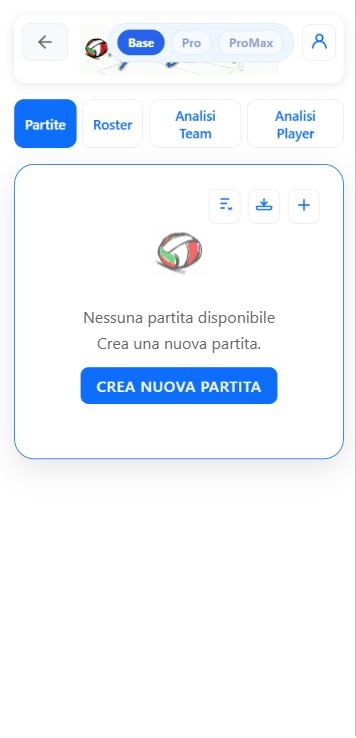 Base Pro ProMax
Partite Roster Analisi Team Analisi Player
Nessuna partita disponibile
Crea una nuova partita.
CREA NUOVA PARTITA